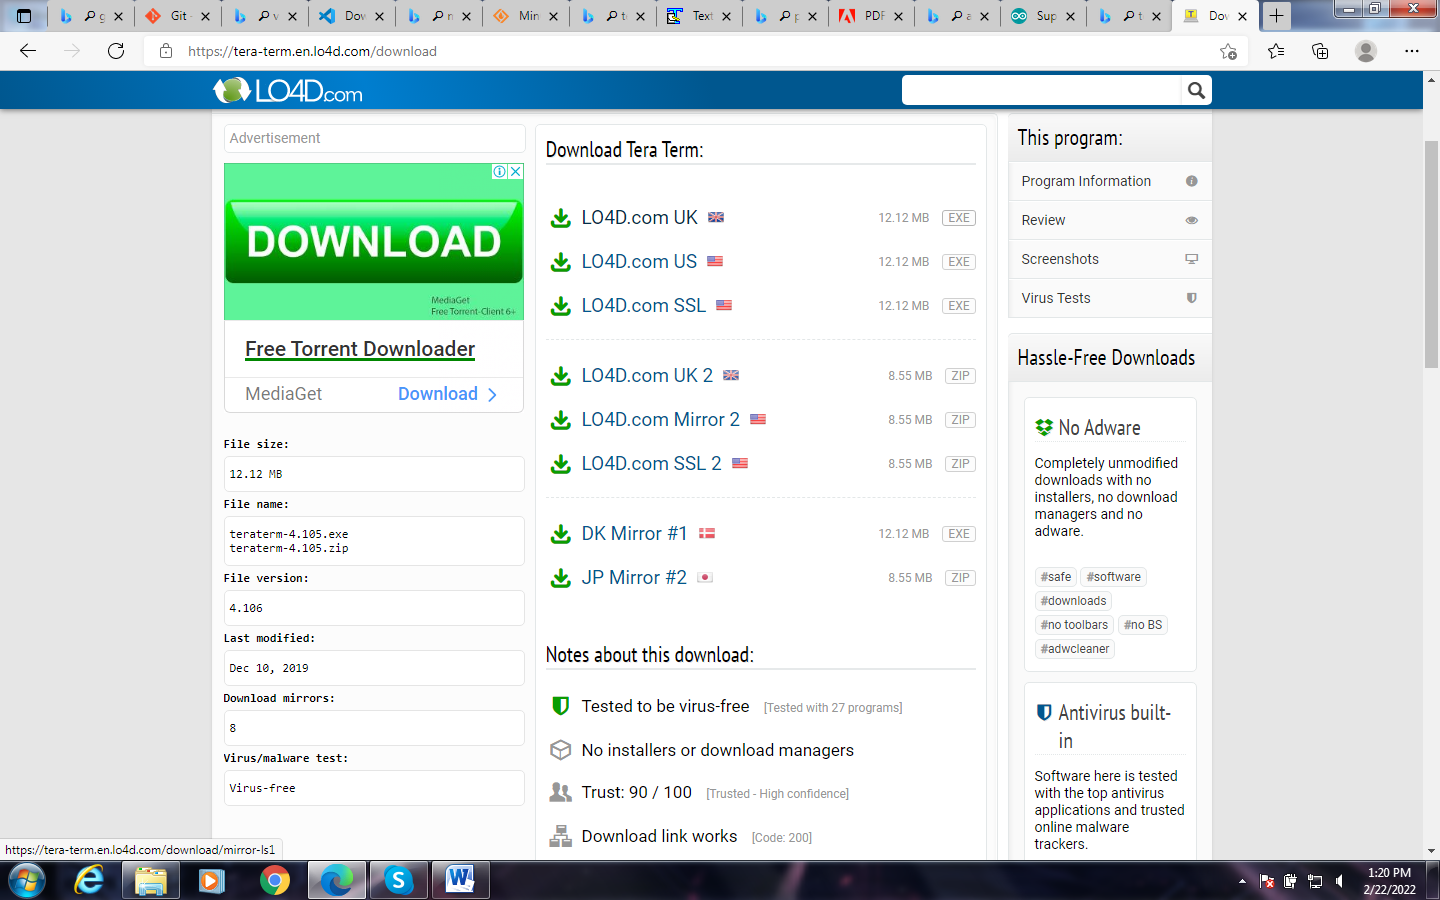 g
Git
v
Dow
n
Min
t
Text
p
PDF
a
Sup
t
Dow
https://tera-term.en.lo4d.com/download
LO4D.com
Advertisement
DOWNLOAD
MediaGet
Free Torrent-Client 6+
Free Torrent Downloader
MediaGet
Download
File size:
12.12 MB
File name:
teraterm-4.105.exe
teraterm-4.105.zip
File version:
4.106
Last modified:
Dec 10, 2019
Download mirrors:
8
Virus/malware test:
Virus-free
Download Tera Term:
LO4D.com UK 12.12 MB EXE
LO4D.com US 12.12 MB EXE
LO4D.com SSL 12.12 MB EXE
LO4D.com UK 2 8.55 MB ZIP
LO4D.com Mirror 2 8.55 MB ZIP
LO4D.com SSL 2 8.55 MB ZIP
DK Mirror #1 12.12 MB EXE
JP Mirror #2 8.55 MB ZIP
Notes about this download:
Tested to be virus-free [Tested with 27 programs]
No installers or download managers
Trust: 90 / 100 [Trusted - High confidence]
Download link works [Code: 200]
This program:
Program Information
Review
Screenshots
Virus Tests
Hassle-Free Downloads
No Adware
Completely unmodified
downloads with no
installers, no download
managers and no
adware.
#safe #software
#downloads
#no toolbars #no BS
#adwcleaner
Antivirus built-
in
Software here is tested
with the top antivirus
applications and trusted
online malware
trackers.
https://tera-term.en.lo4d.com/download/mirror-ls1
1:20 PM
2/22/2022